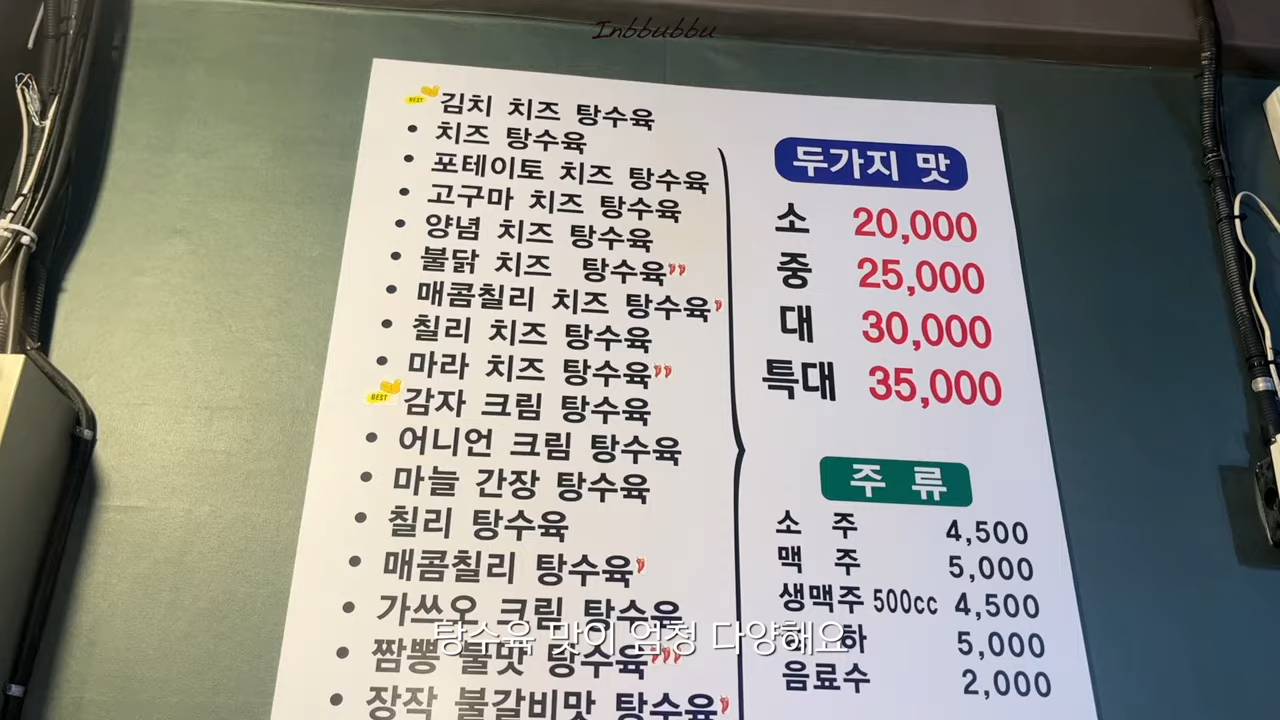 Inbbubbu
BEST 김치 치즈 탕수육
• 치즈 탕수육
• 포테이토 치즈 탕수육
• 고구마 치즈 탕수육
• 양념 치즈 탕수육
• 불닭 치즈 탕수육
• 매콤칠리 치즈 탕수육
• 칠리 치즈 탕수육
• 마라 치즈 탕수육
BEST 감자 크림 탕수육
• 어니언 크림 탕수육
• 마늘 간장 탕수육
• 칠리 탕수육
• 매콤칠리 탕수육
• 가쓰오 크림 탕수육
• 짬뽕 불맛 탕수육
• 장작 불갈비맛 탕수육
두가지 맛
소 20,000
중 25,000
대 30,000
특대 35,000
주류
소주 4,500
맥주 5,000
생맥주 500cc 4,500
하 5,000
음료수 2,000
탕수육 맛이 엄청 다양해요